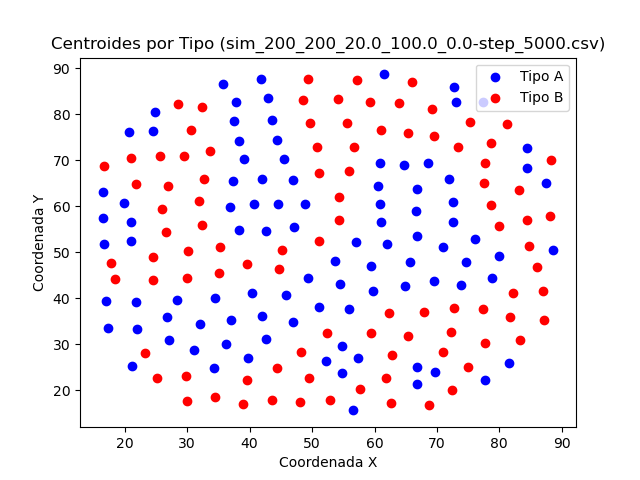 Centroides por Tipo (sim_200_200_20.0_100.0_0.0-step_5000.csv)
Tipo A
Tipo B
90
80
70
60
50
40
30
20
Coordenada Y
20 30 40 50 60 70 80 90
Coordenada X